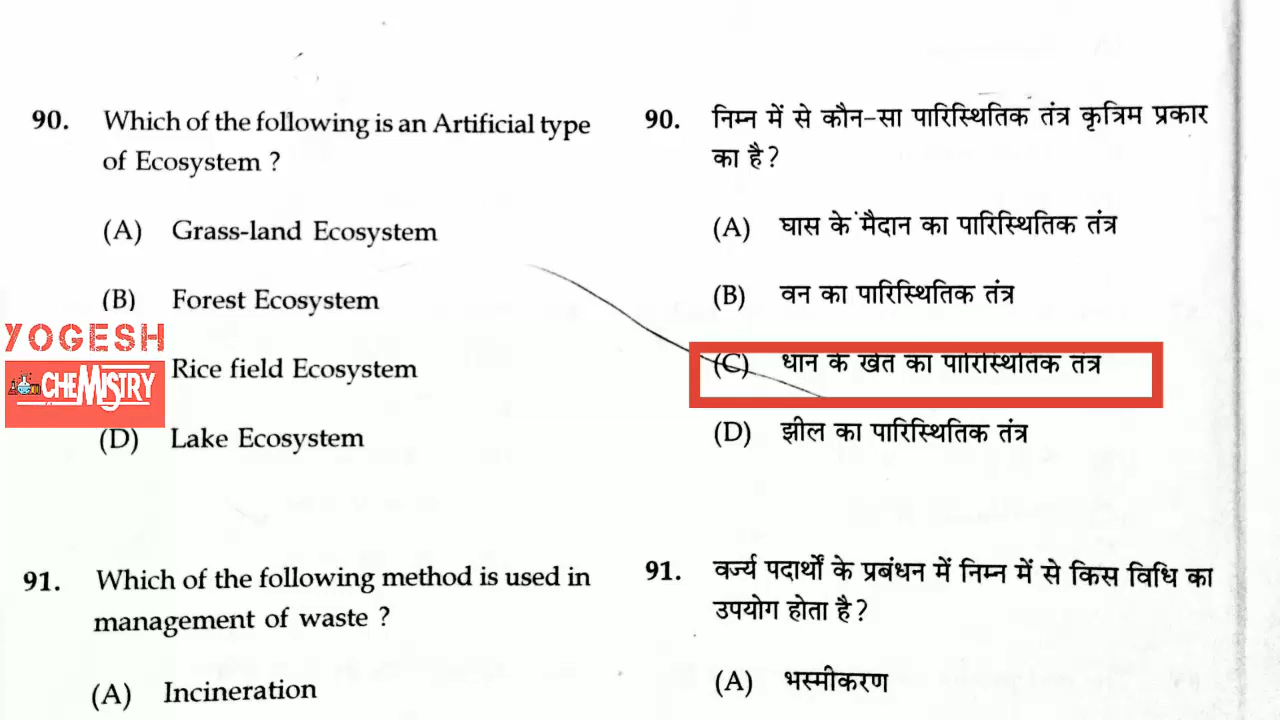 90. Which of the following is an Artificial type
of Ecosystem ?
(A) Grass-land Ecosystem
(B) Forest Ecosystem
Rice field Ecosystem
(D) Lake Ecosystem
91. Which of the following method is used in
management of waste ?
(A) Incineration
90. निम्न में से कौन-सा पारिस्थितिक तंत्र कृत्रिम प्रकार
का है?
(A) घास के मैदान का पारिस्थितिक तंत्र
(B) वन का पारिस्थितिक तंत्र
(C) धान के खेत का पारिस्थितिक तंत्र
(D) झील का पारिस्थितिक तंत्र
91. वर्ज्य पदार्थों के प्रबंधन में निम्न में से किस विधि का
उपयोग होता है?
(A) भस्मीकरण
YOGESH
CHEMISTRY